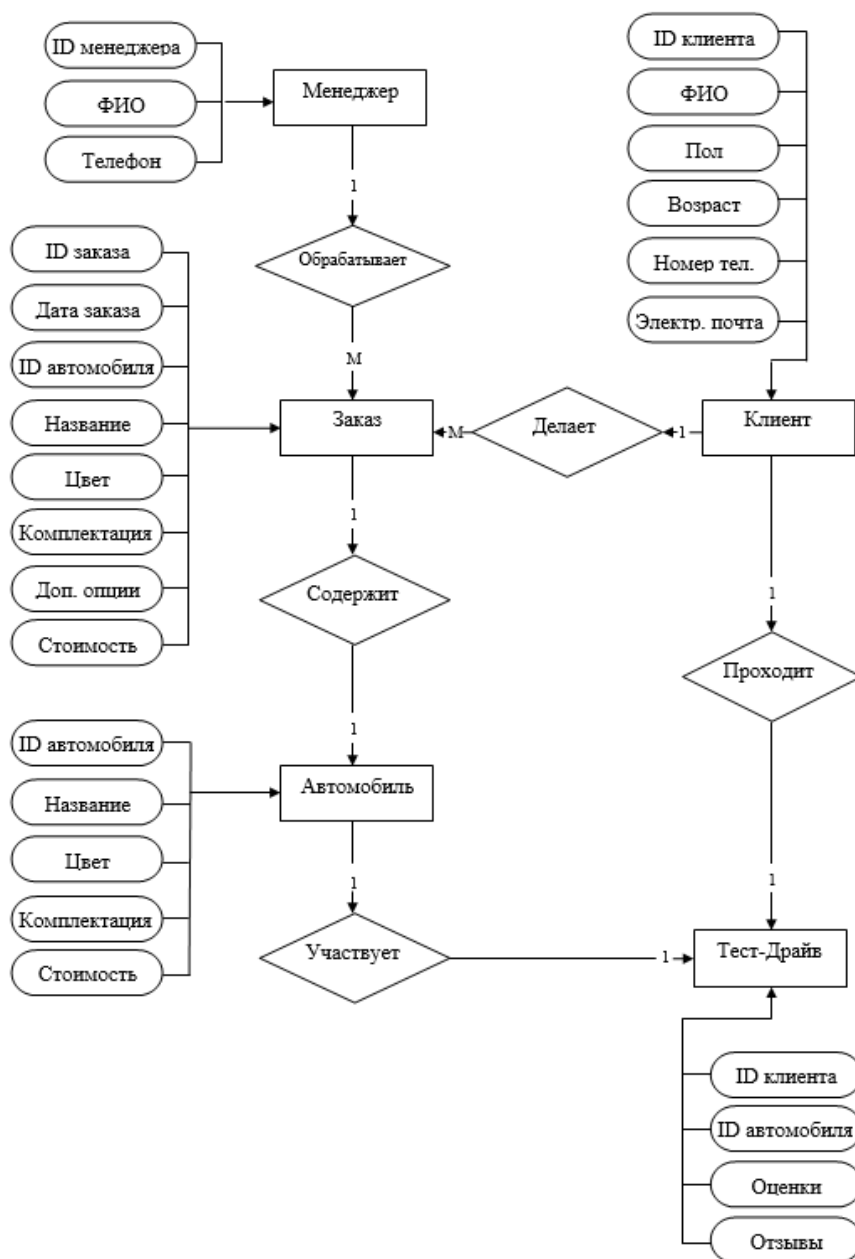 ID менеджера
ФИО
Телефон
Менеджер
1
Обрабатывает
M
ID клиента
ФИО
Пол
Возраст
Номер тел.
Электр. почта
ID заказа
Дата заказа
ID автомобиля
Название
Цвет
Комплектация
Доп. опции
Стоимость
Заказ
M
Делает
1
Клиент
1
Содержит
1
1
Проходит
1
ID автомобиля
Название
Цвет
Комплектация
Стоимость
Автомобиль
1
Участвует
1
Тест-Драйв
ID клиента
ID автомобиля
Оценки
Отзывы